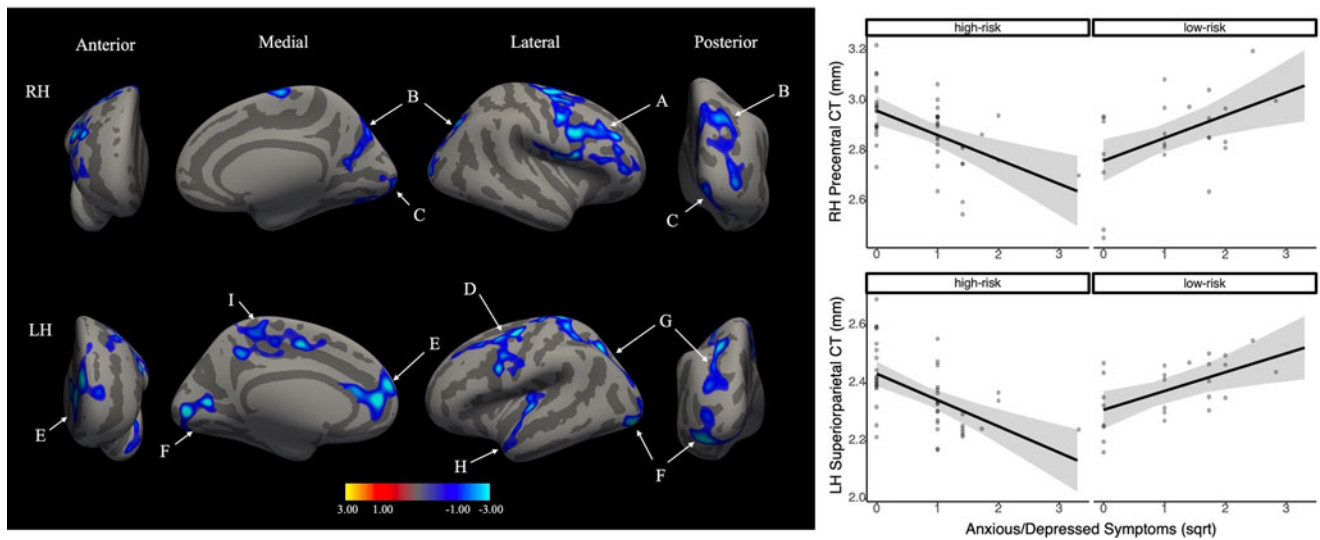 Anterior Medial Lateral Posterior
RH
B
A
B
C
C
LH
I
D
G
E
E
F
H
F
3.00 1.00 -1.00 -3.00
high-risk low-risk
RH Precentral CT (mm)
3.2
3.0
2.8
2.6
0 1 2 3 0 1 2 3
high-risk low-risk
LH Superiorparietal CT (mm)
2.6
2.4
2.2
2.0
0 1 2 3 0 1 2 3
Anxious/Depressed Symptoms (sqrt)